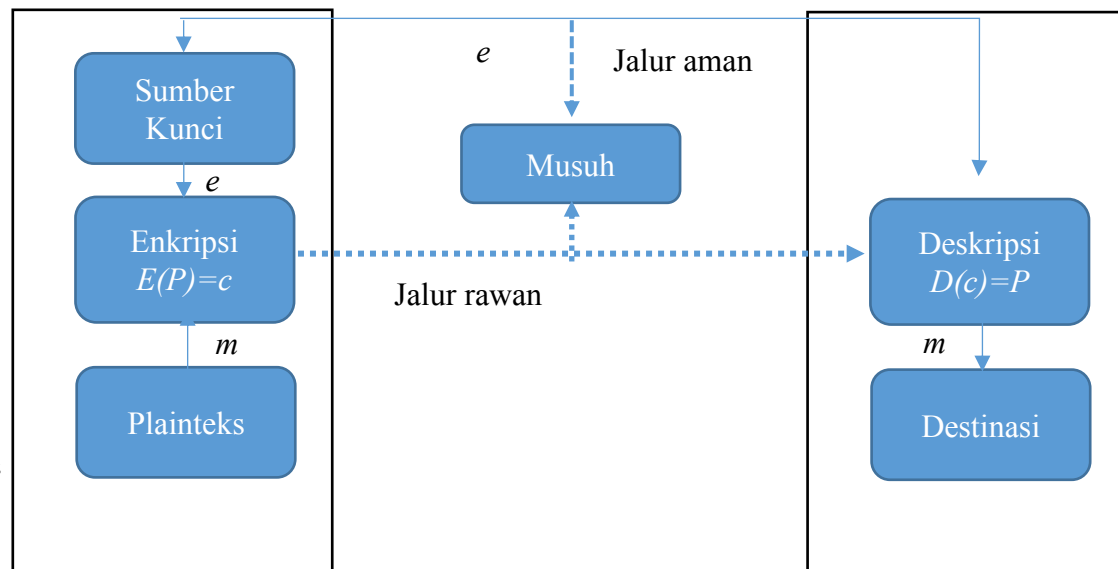 Sumber
Kunci
e
Jalur aman
Musuh
e
Enkripsi
E(P)=c
Jalur rawan
Deskripsi
D(c)=P
m
m
Plainteks
Destinasi